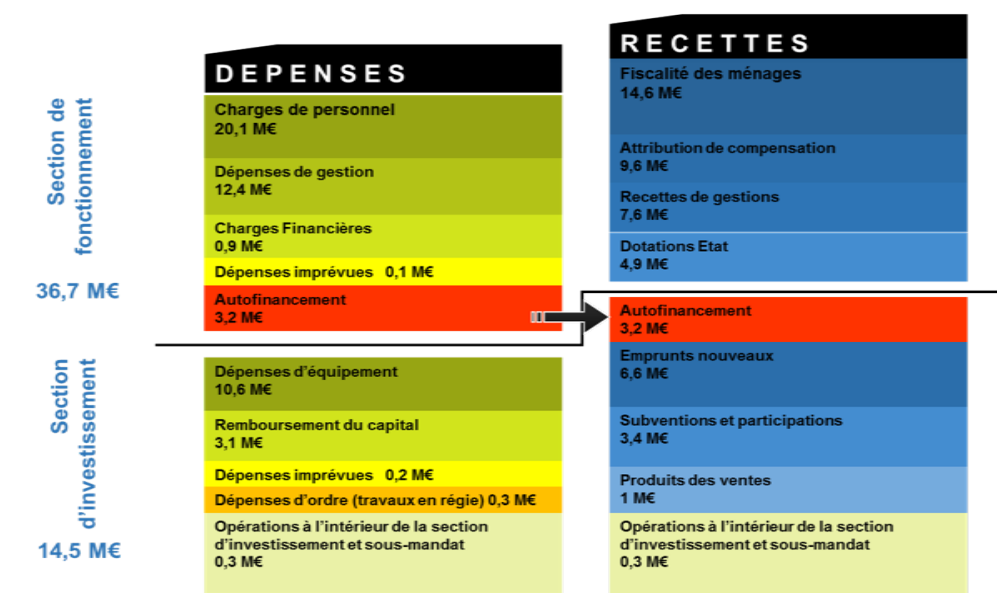 DEPENSES
RECETTES
Section de
fonctionnement
36,7 M€
Charges de personnel
20,1 M€
Dépenses de gestion
12,4 M€
Charges Financières
0,9 M€
Dépenses imprévues 0,1 M€
Autofinancement
3,2 M€
Fiscalité des ménages
14,6 M€
Attribution de compensation
9,6 M€
Recettes de gestions
7,6 M€
Dotations Etat
4,9 M€
Section
d'investissement
14,5 M€
Dépenses d'équipement
10,6 M€
Remboursement du capital
3,1 M€
Dépenses imprévues 0,2 M€
Dépenses d'ordre (travaux en régie) 0,3 M€
Opérations à l'intérieur de la section
d'investissement et sous-mandat
0,3 M€
Autofinancement
3,2 M€
Emprunts nouveaux
6,6 M€
Subventions et participations
3,4 M€
Produits des ventes
1 M€
Opérations à l'intérieur de la section
d'investissement et sous-mandat
0,3 M€